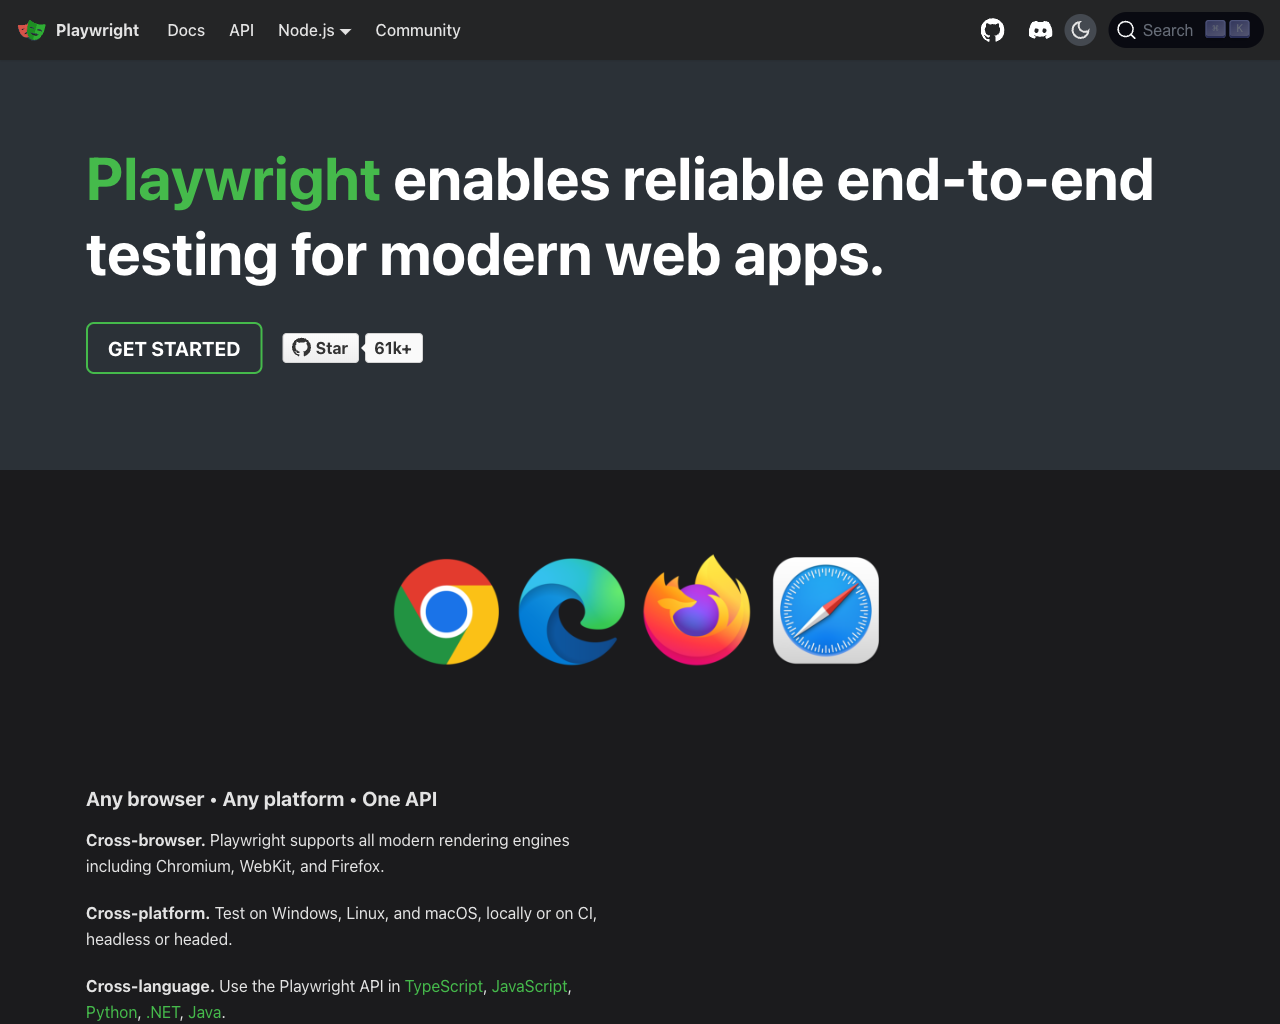 Playwright Docs API Node.js Community Search ⌘ K
Playwright enables reliable end-to-end
testing for modern web apps.
GET STARTED Star 61k+
Any browser • Any platform • One API
Cross-browser. Playwright supports all modern rendering engines
including Chromium, WebKit, and Firefox.
Cross-platform. Test on Windows, Linux, and macOS, locally or on CI,
headless or headed.
Cross-language. Use the Playwright API in TypeScript, JavaScript,
Python, .NET, Java.